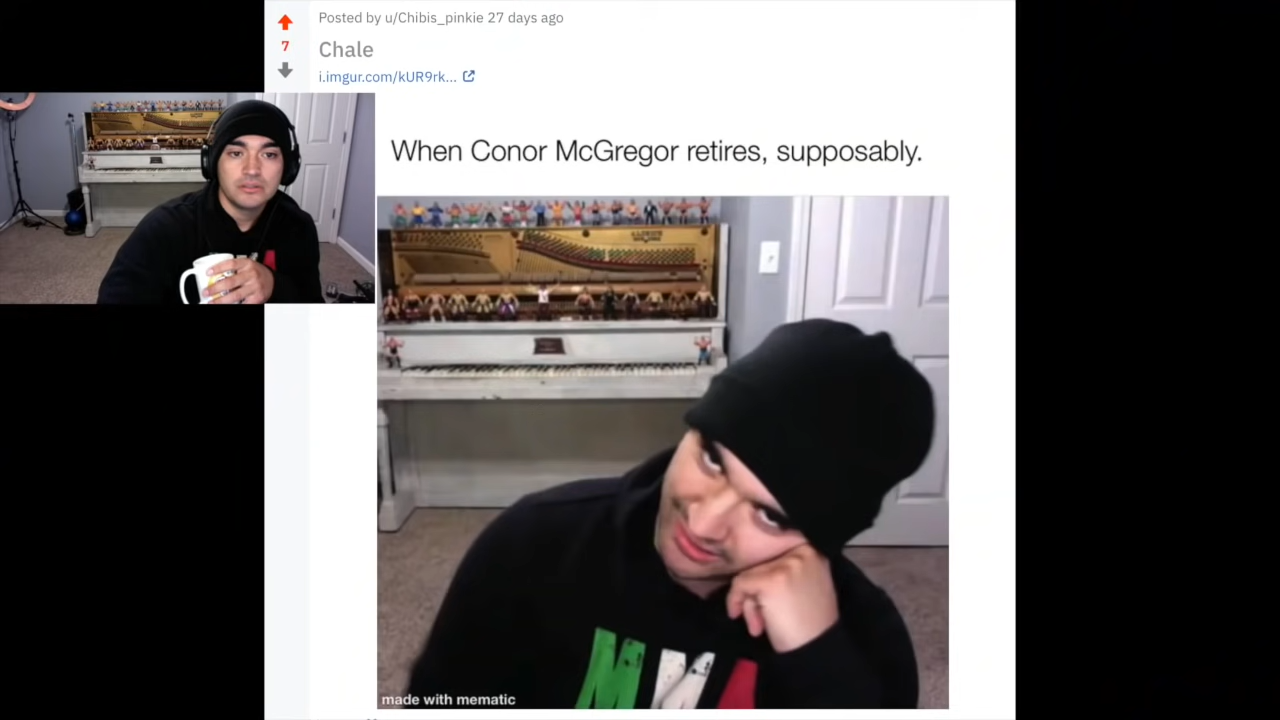 Posted by u/Chibis_pinkie 27 days ago
7
Chale
i.imgur.com/kUR9rk...
When Conor McGregor retires, supposably.
MMA
made with mematic